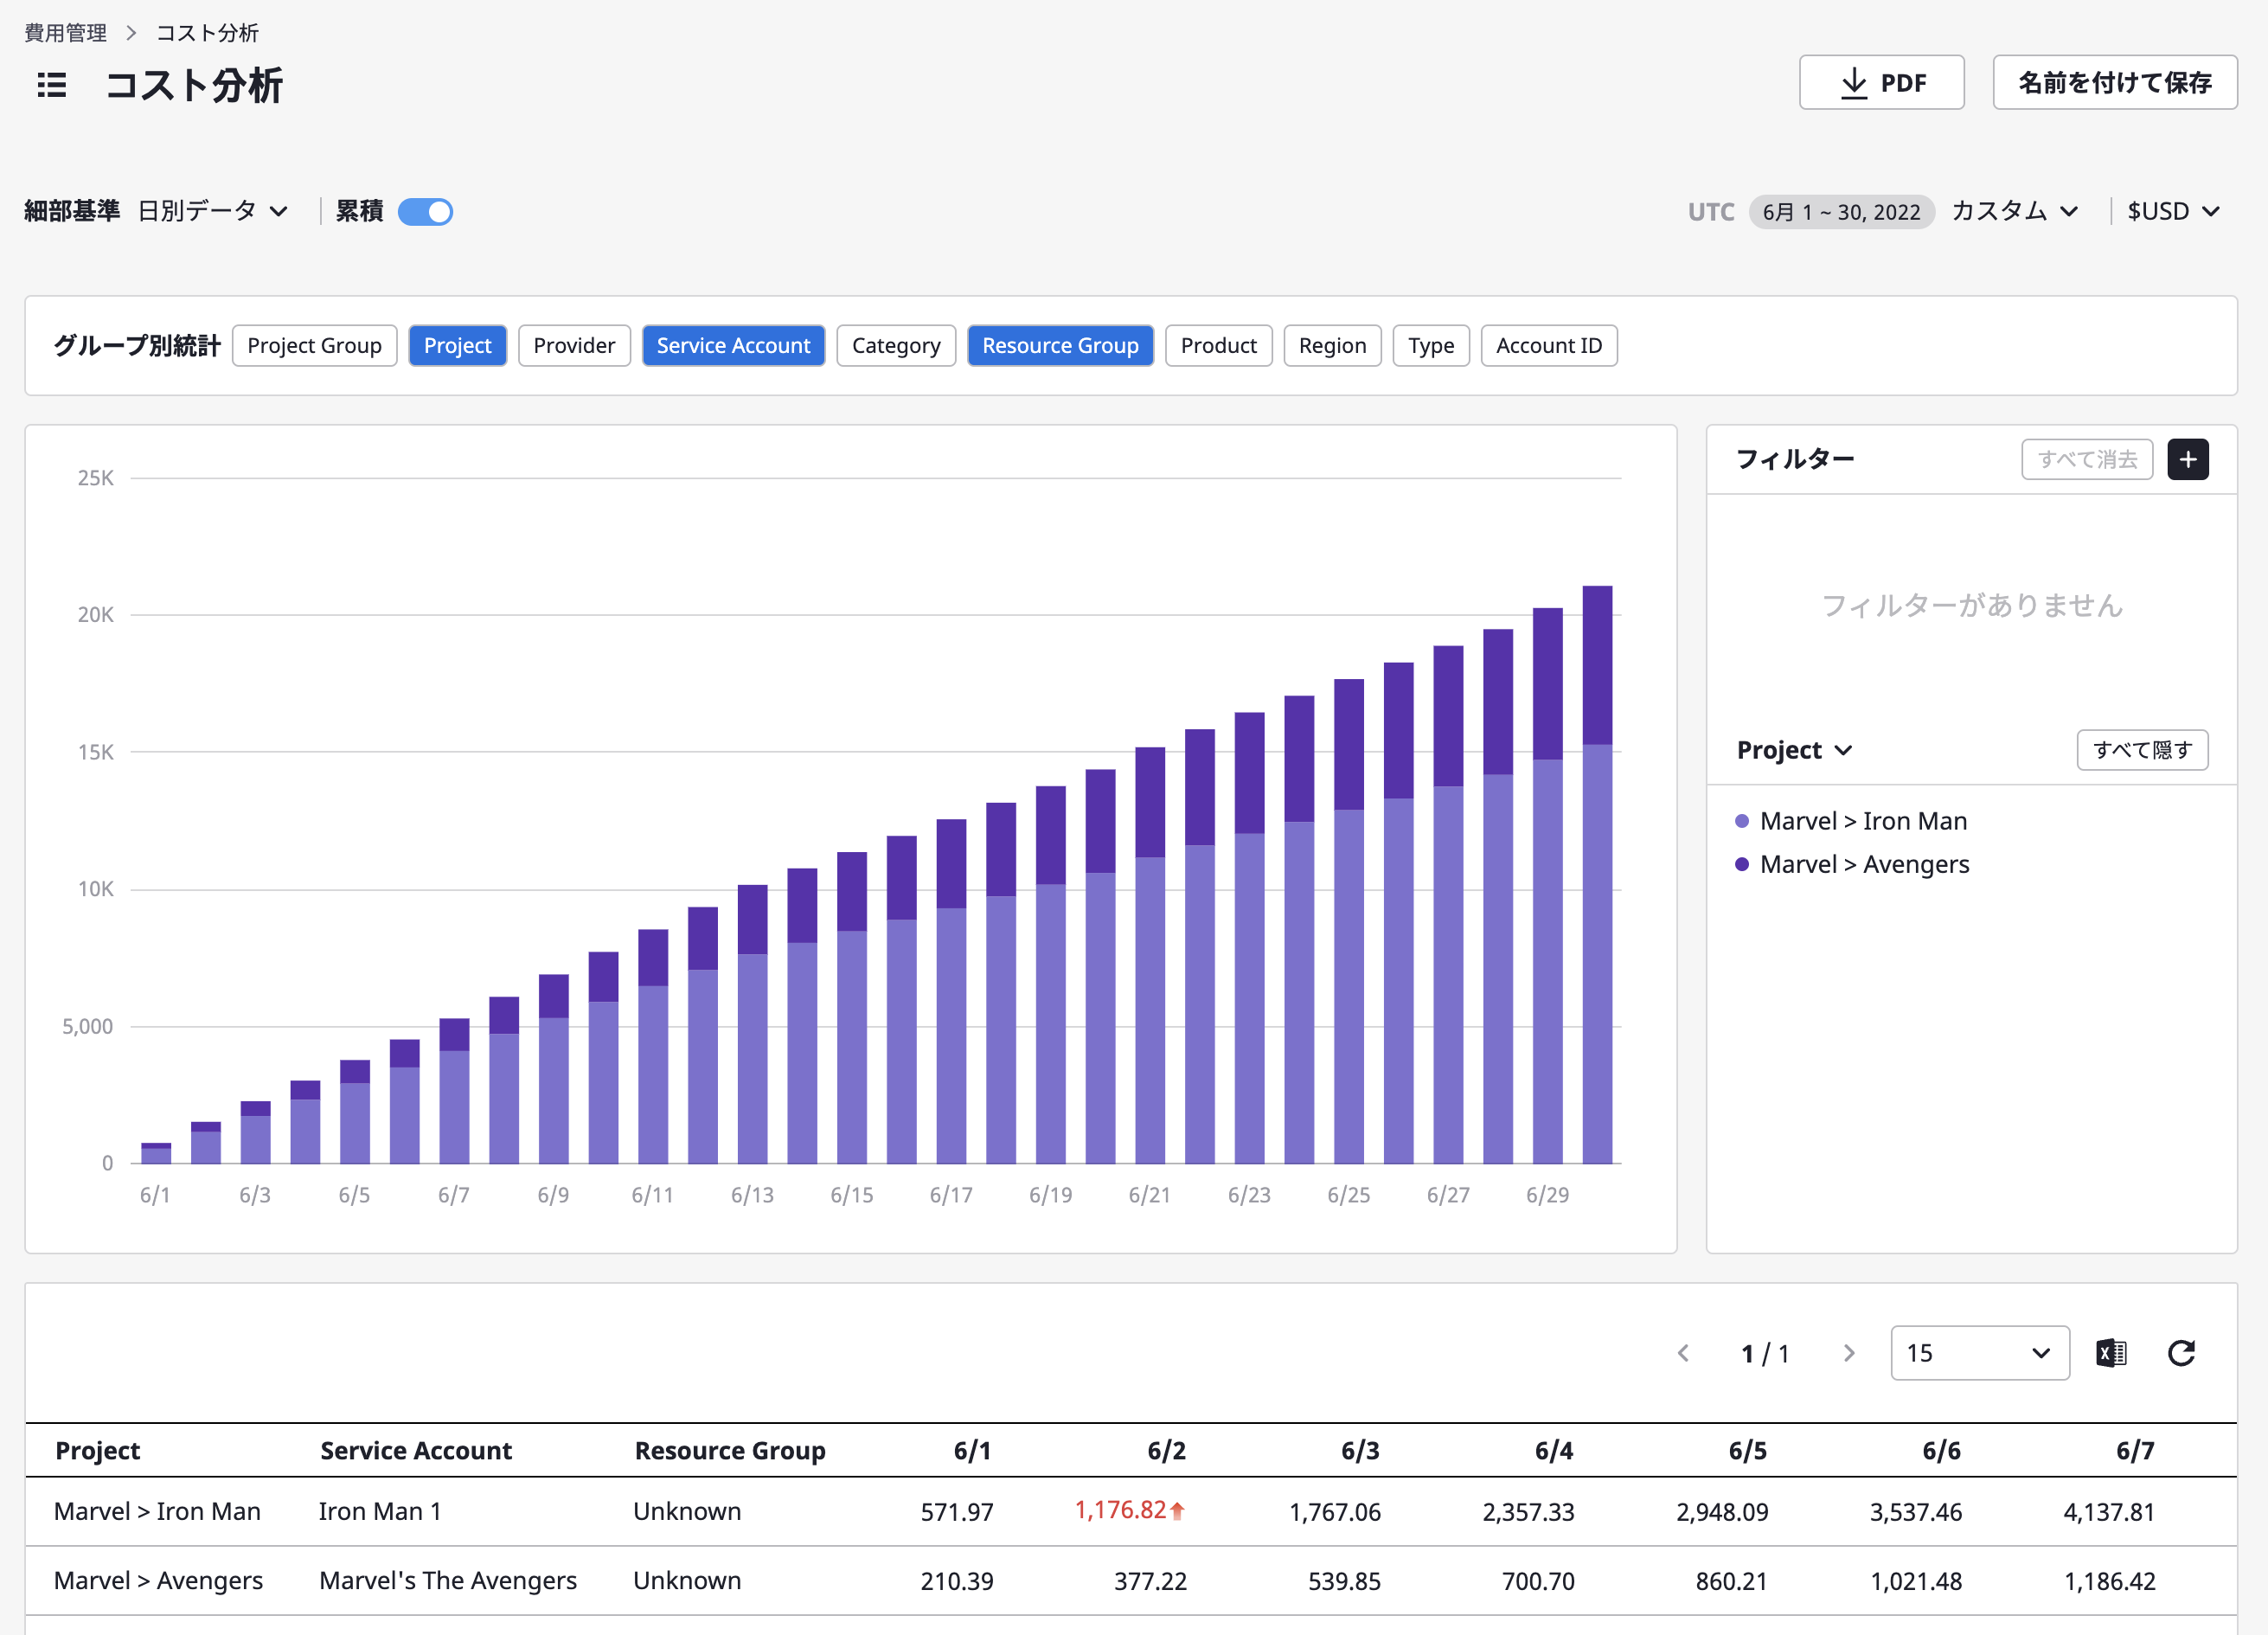 費用管理 > コスト分析
コスト分析
PDF 名前を付けて保存
細部基準 日別データ 累積
UTC 6月 1 ~ 30, 2022 カスタム $USD
グループ別統計 Project Group Project Provider Service Account Category Resource Group Product Region Type Account ID
25K
20K
15K
10K
5,000
0
6/1 6/3 6/5 6/7 6/9 6/11 6/13 6/15 6/17 6/19 6/21 6/23 6/25 6/27 6/29
フィルター すべて消去 +
フィルターがありません
Project すべて隠す
Marvel > Iron Man
Marvel > Avengers
< 1 / 1 > 15
Project Service Account Resource Group 6/1 6/2 6/3 6/4 6/5 6/6 6/7
Marvel > Iron Man Iron Man 1 Unknown 571.97 1,176.82 1,767.06 2,357.33 2,948.09 3,537.46 4,137.81
Marvel > Avengers Marvel's The Avengers Unknown 210.39 377.22 539.85 700.70 860.21 1,021.48 1,186.42